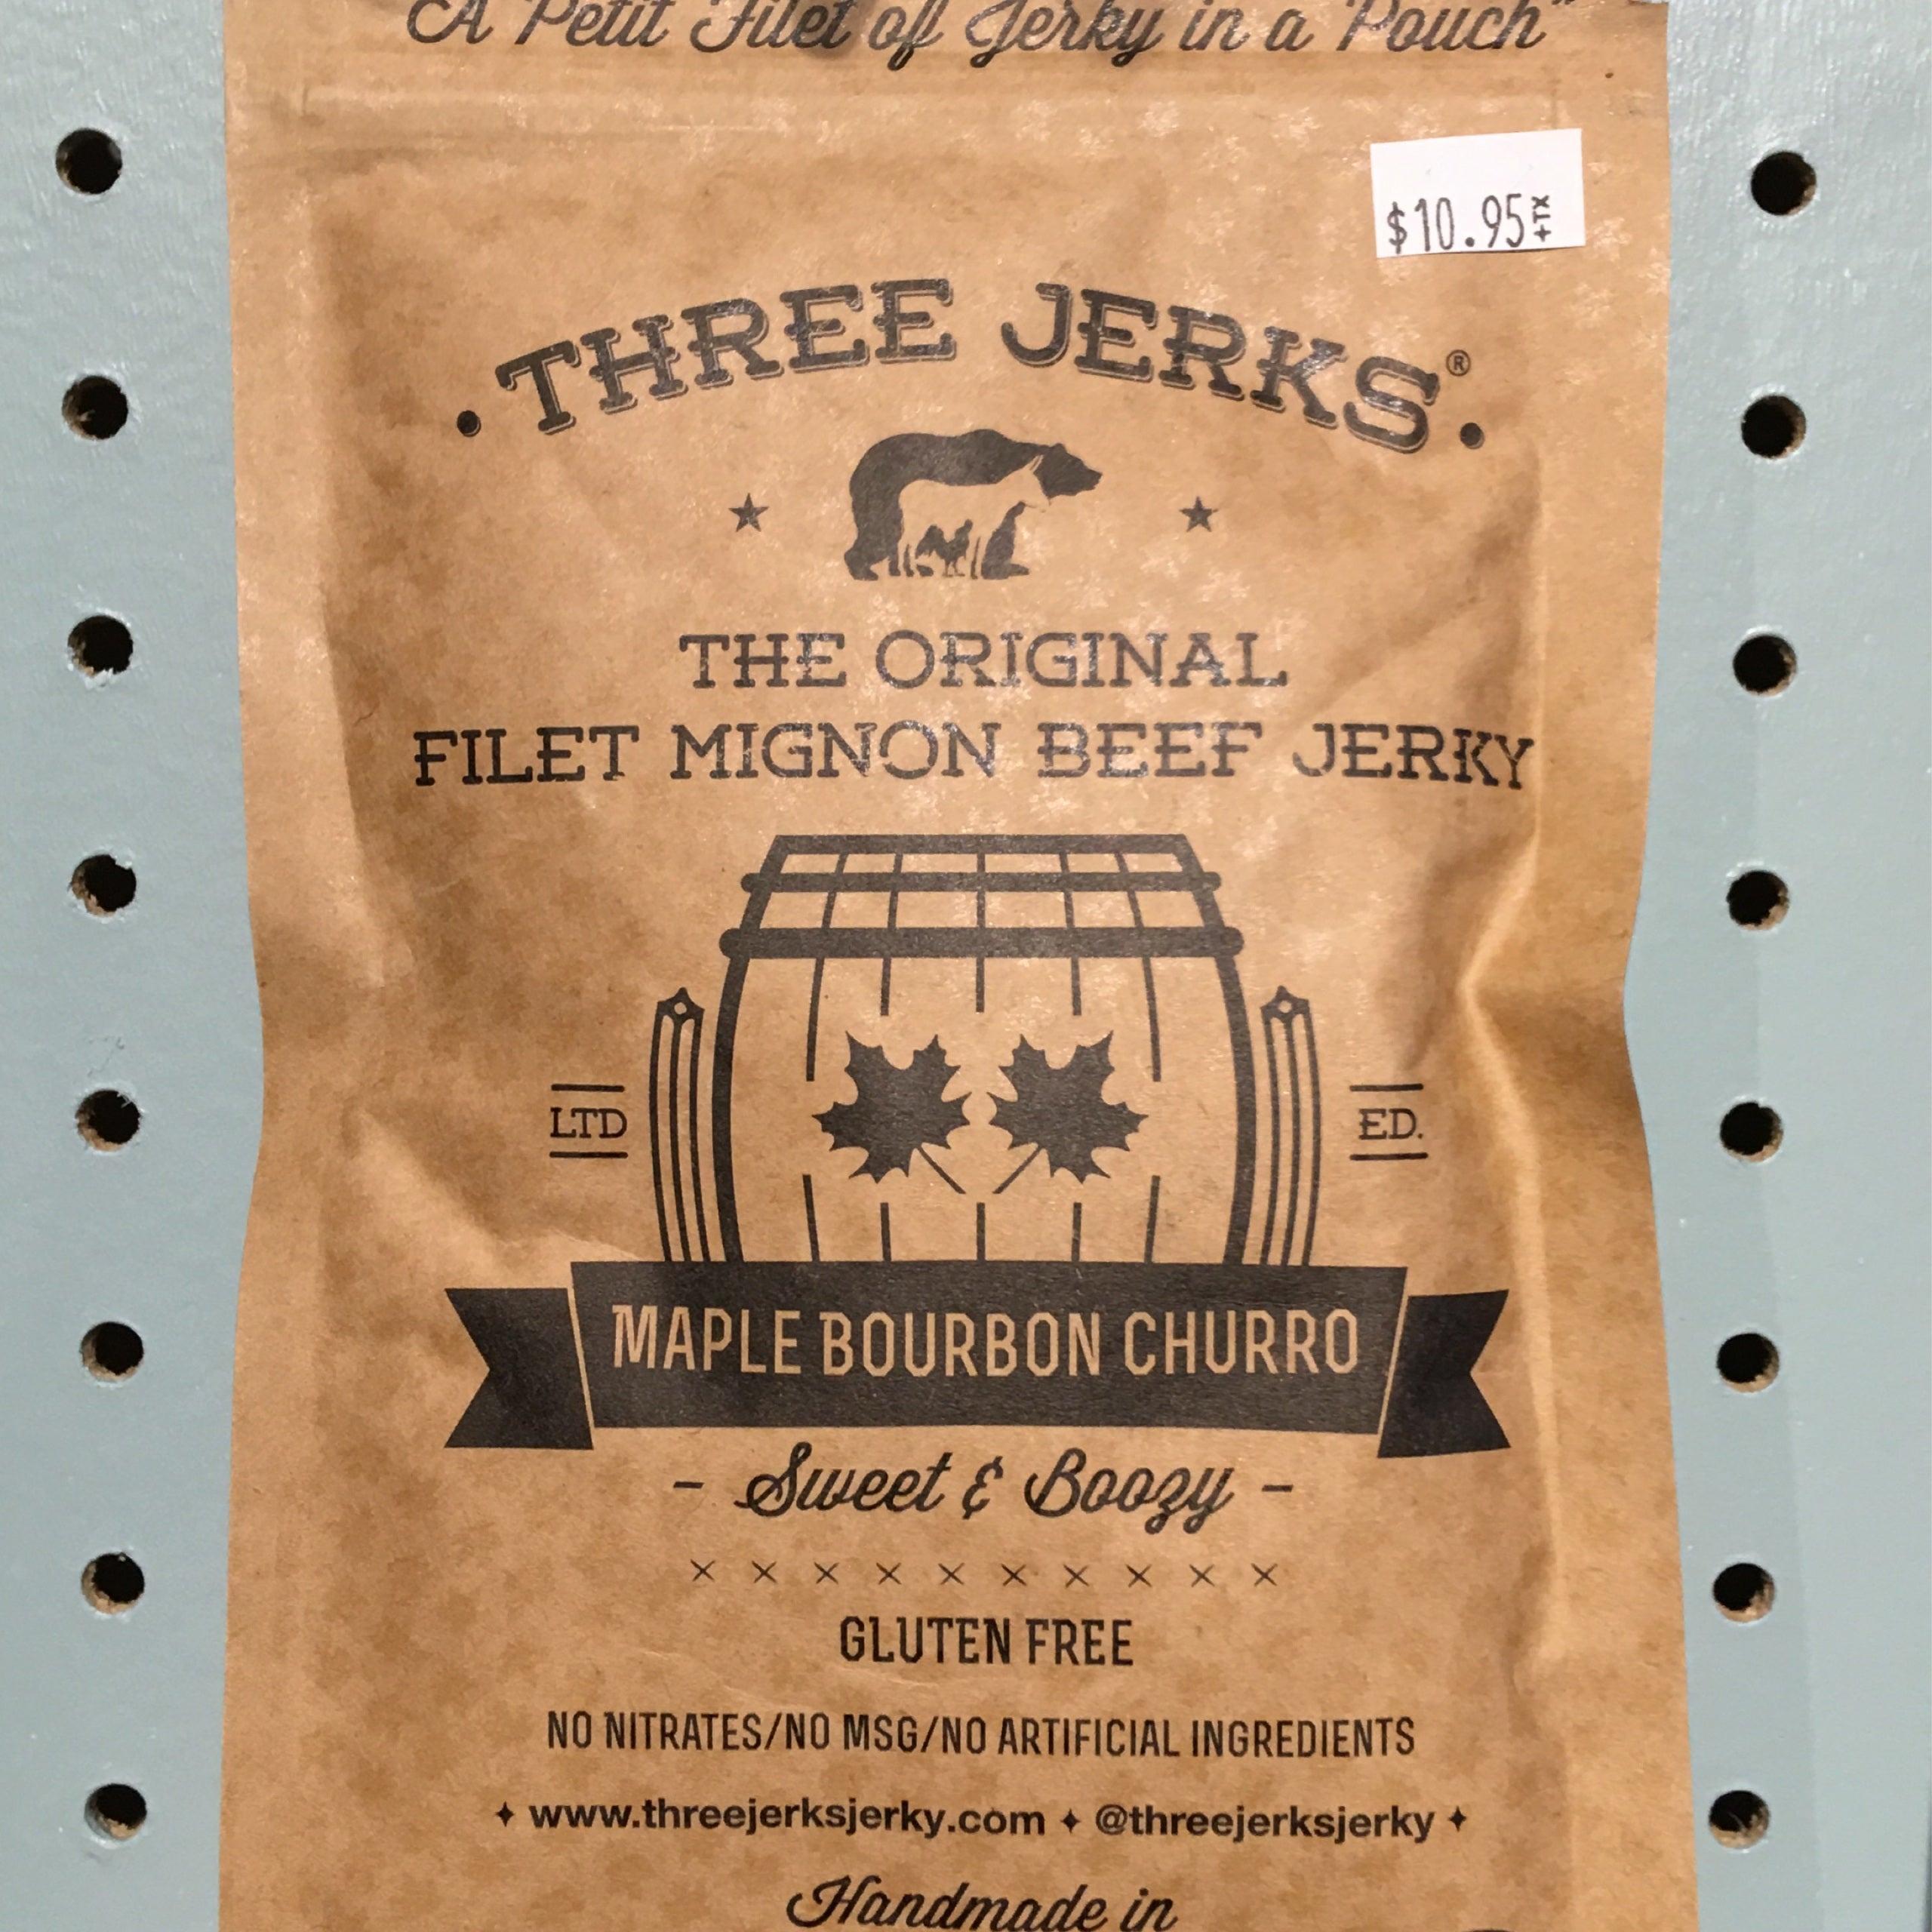 "A Petit Filet of Jerky in a Pouch"
$10.95+TX
• THREE JERKS® •
THE ORIGINAL
FILET MIGNON BEEF JERKY
LTD ED.
MAPLE BOURBON CHURRO
- Sweet & Boozy -
× × × × × × × × × ×
GLUTEN FREE
NO NITRATES/NO MSG/NO ARTIFICIAL INGREDIENTS
✦ www.threejerksjerky.com ✦ @threejerksjerky ✦
Handmade in